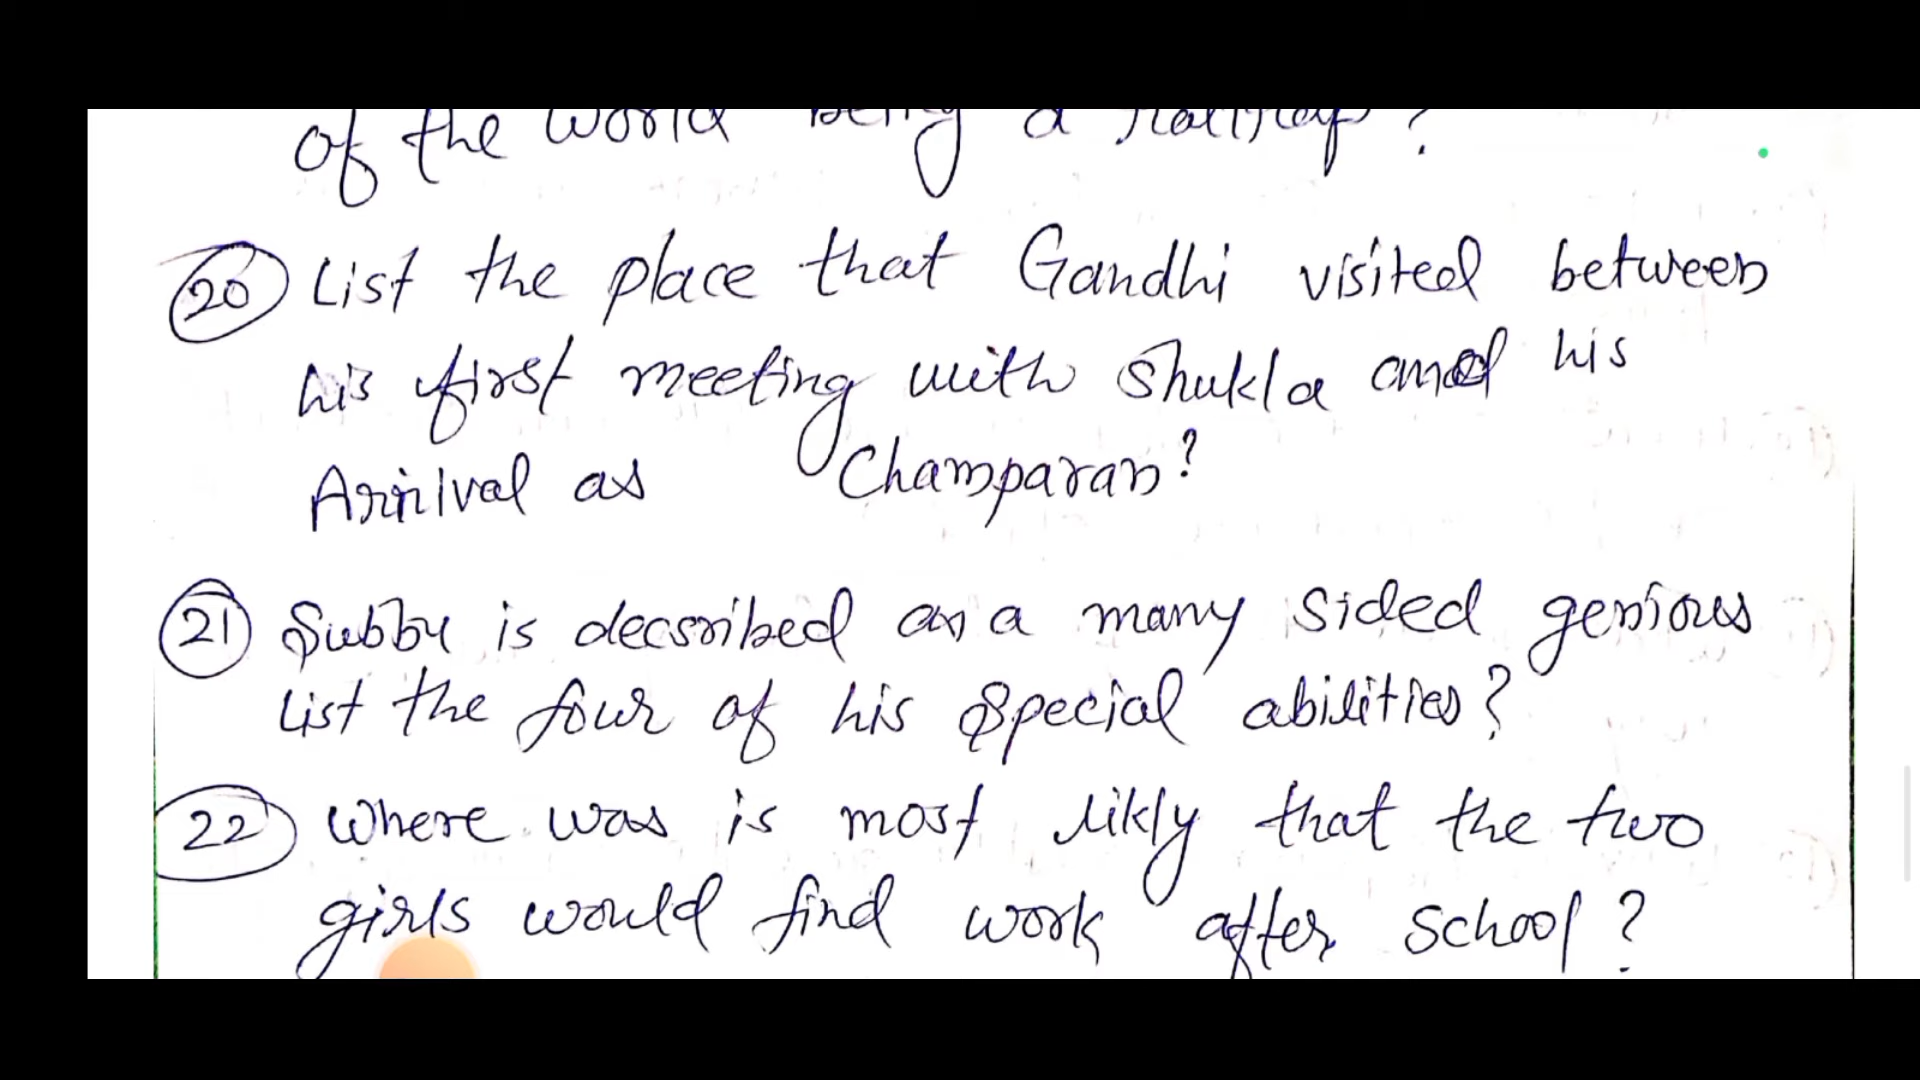 of the world being a
20 List the place that Gandhi visited between
his first meeting with Shukla and his
Arrival as Champaran?
21 Subbu is decsribed as a many sided genious
List the four of his special abilities?
22 Where was is most likly that the two
girls would find work after school?